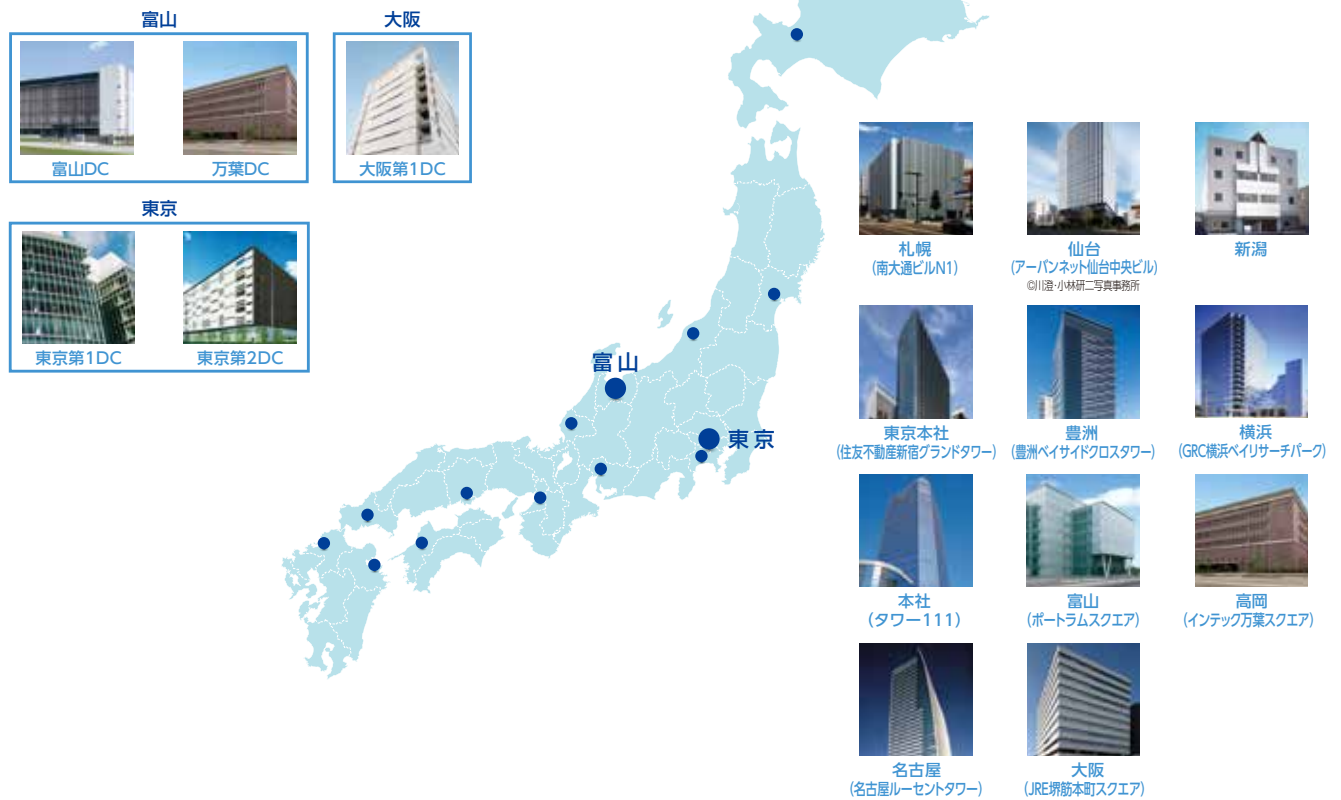 富山
大阪
富山DC
万葉DC
大阪第1DC
東京
東京第1DC
東京第2DC
富山
東京
札幌
(南大通ビルN1)
仙台
(アーバンネット仙台中央ビル)
©川澄･小林研二写真事務所
新潟
東京本社
(住友不動産新宿グランドタワー)
豊洲
(豊洲ベイサイドクロスタワー)
横浜
(GRC横浜ベイリサーチパーク)
本社
(タワー111)
富山
(ポートラムスクエア)
高岡
(インテック万葉スクエア)
名古屋
(名古屋ルーセントタワー)
大阪
(JRE堺筋本町スクエア)